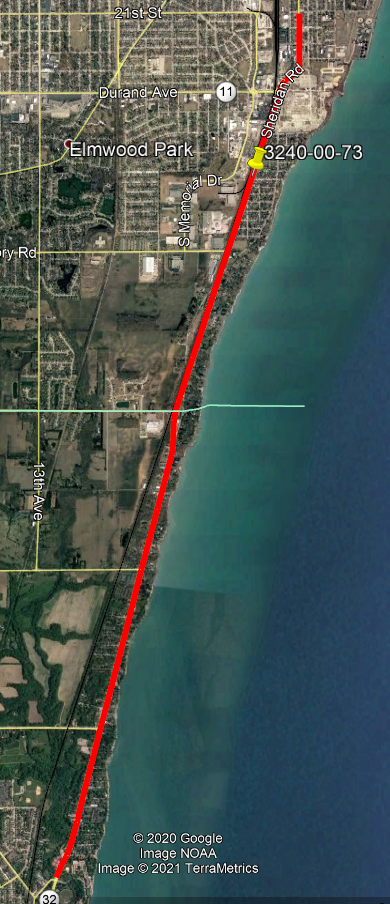 21st St
Durand Ave
11
Sheridan Rd
Elmwood Park
3240-00-73
S Memorial Dr
ory Rd
13th Ave
© 2020 Google
Image NOAA
Image © 2021 TerraMetrics
32